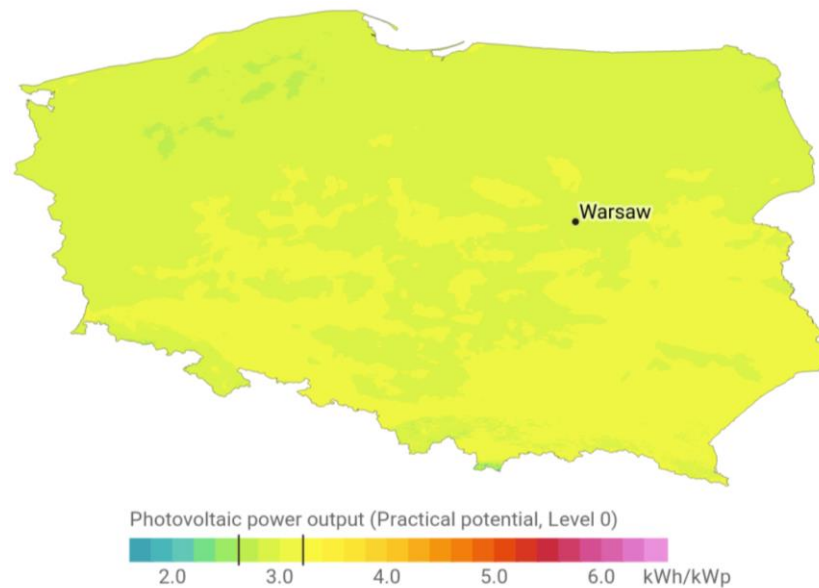 Warsaw
Photovoltaic power output (Practical potential, Level 0)
2.0 3.0 4.0 5.0 6.0 kWh/kWp